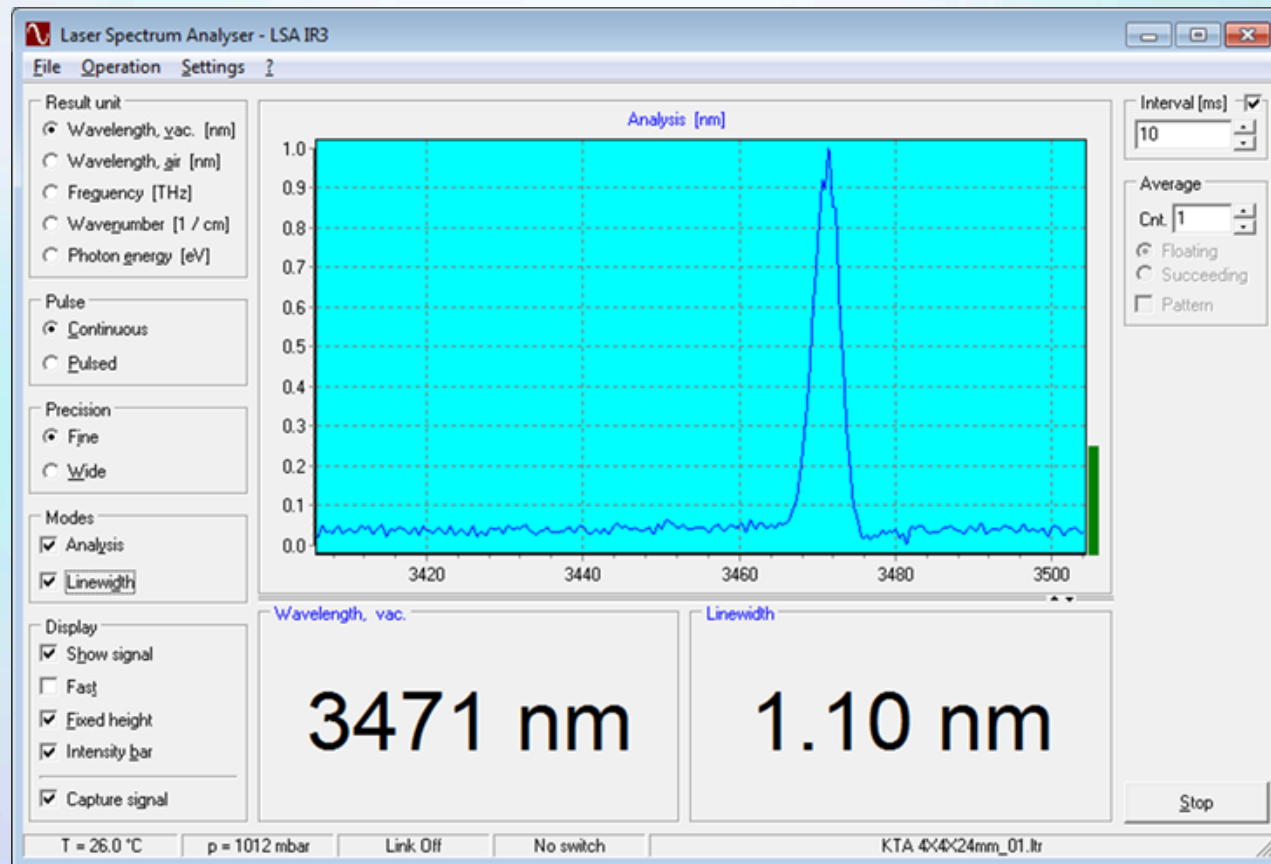 Laser Spectrum Analyser - LSA IR3
File Operation Settings ?
Result unit
Wavelength, vac. [nm]
Wavelength, air [nm]
Freguency [THz]
Wavenumber [1 / cm]
Photon energy [eV]
Pulse
Continuous
Pulsed
Precision
Fine
Wide
Modes
Analysis
Linewidth
Display
Show signal
Fast
Fixed height
Intensity bar
Capture signal
Analysis [nm]
1.0
0.9
0.8
0.7
0.6
0.5
0.4
0.3
0.2
0.1
0.0
3420 3440 3460 3480 3500
Wavelength, vac.
3471 nm
Linewidth
1.10 nm
Interval [ms]
10
Average
Cnt. 1
Floating
Succeeding
Pattern
Stop
T = 26.0 °C p = 1012 mbar Link Off No switch KTA 4X4X24mm_01.ltr